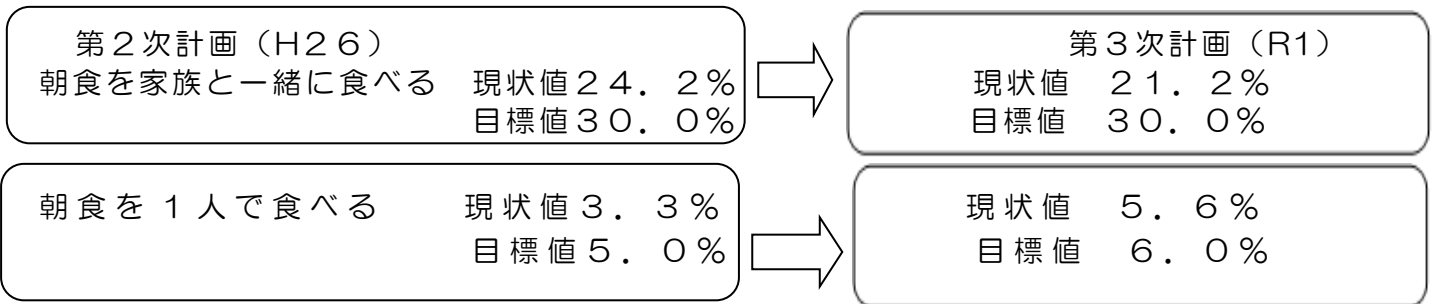 第２次計画（H２６）
朝食を家族と一緒に食べる　現状値２４．２％
目標値３０．０％
第３次計画（R1）
現状値　２１．２％
目標値　３０．０％
朝食を１人で食べる　現状値３．３％
目標値５．０％
現状値　５．６％
目標値　６．０％